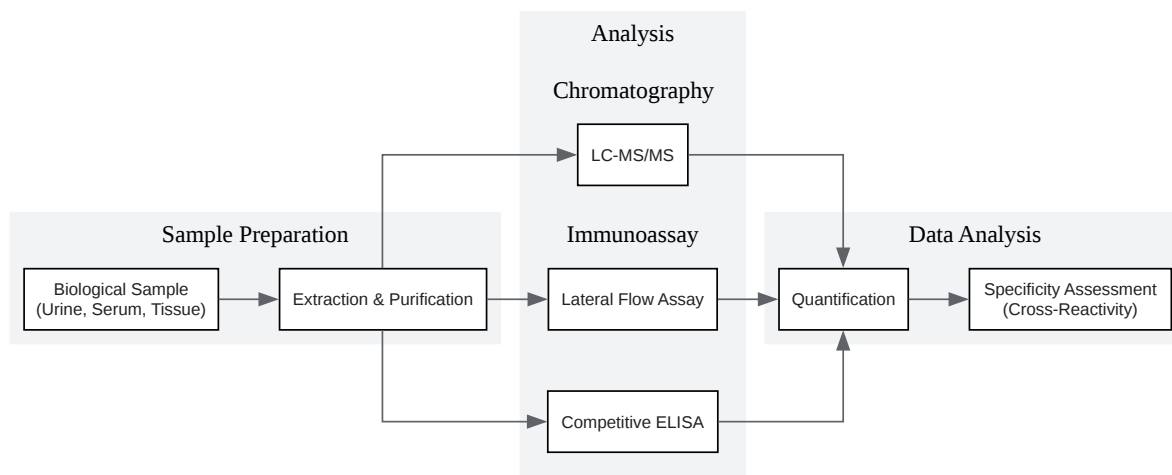 Analysis
Chromatography
LC-MS/MS
Sample Preparation
Immunoassay
Data Analysis
Biological Sample
(Urine, Serum, Tissue)
Extraction & Purification
Lateral Flow Assay
Quantification
Specificity Assessment
(Cross-Reactivity)
Competitive ELISA